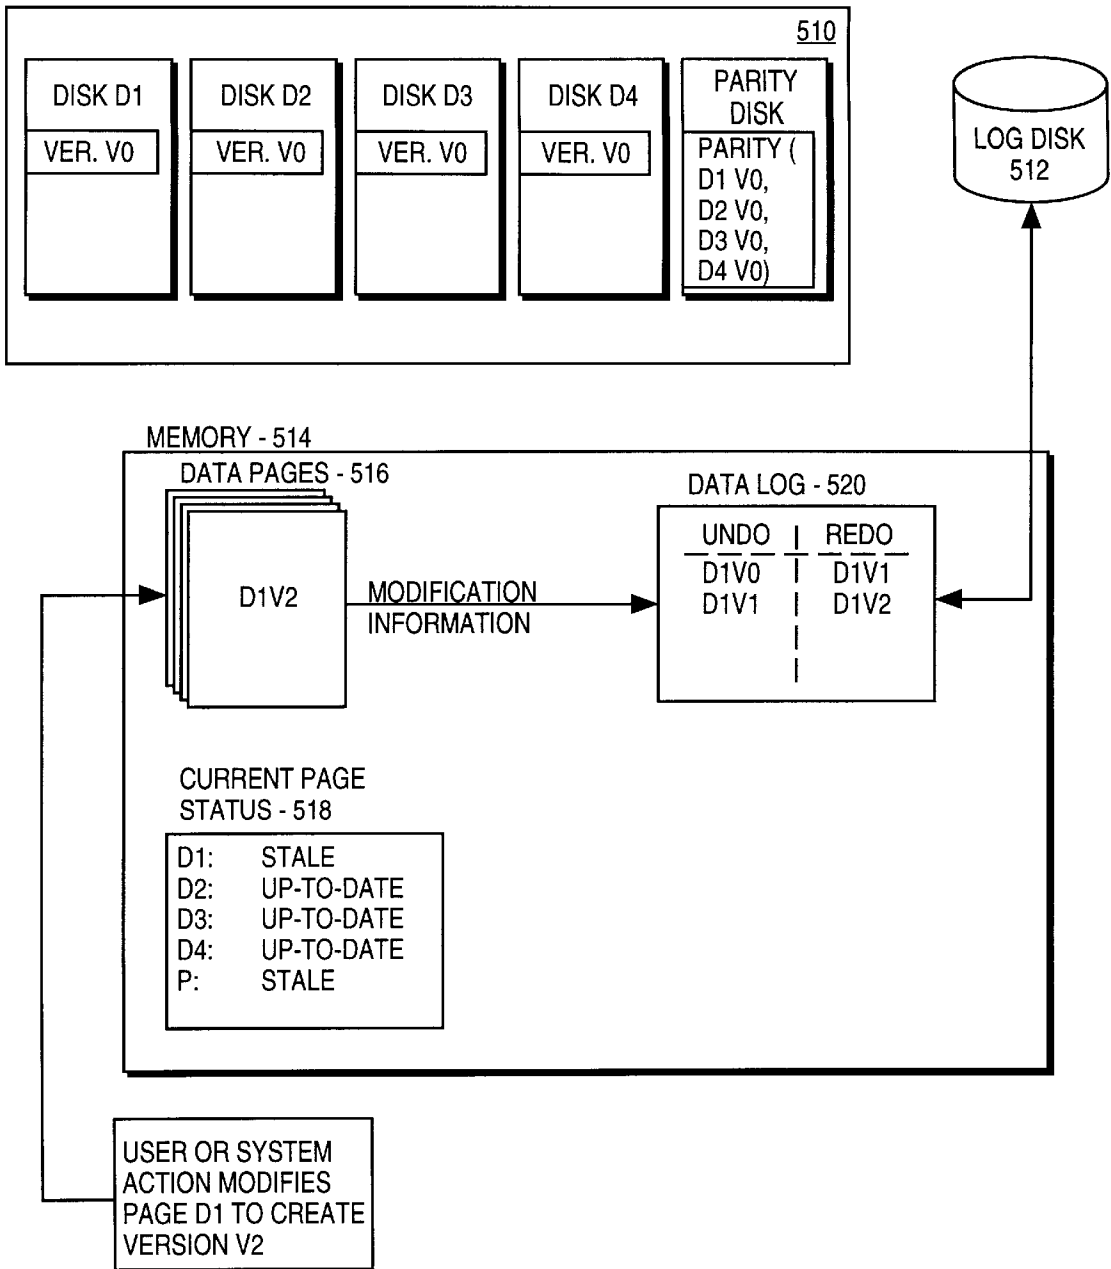 510
DISK D1
VER. V0
DISK D2
VER. V0
DISK D3
VER. V0
DISK D4
VER. V0
PARITY
DISK
PARITY (
D1 V0,
D2 V0,
D3 V0,
D4 V0)
LOG DISK
512
MEMORY - 514
DATA PAGES - 516
D1V2
MODIFICATION
INFORMATION
DATA LOG - 520
UNDO | REDO
D1V0 | D1V1
D1V1 | D1V2
CURRENT PAGE
STATUS - 518
D1: STALE
D2: UP-TO-DATE
D3: UP-TO-DATE
D4: UP-TO-DATE
P: STALE
USER OR SYSTEM
ACTION MODIFIES
PAGE D1 TO CREATE
VERSION V2